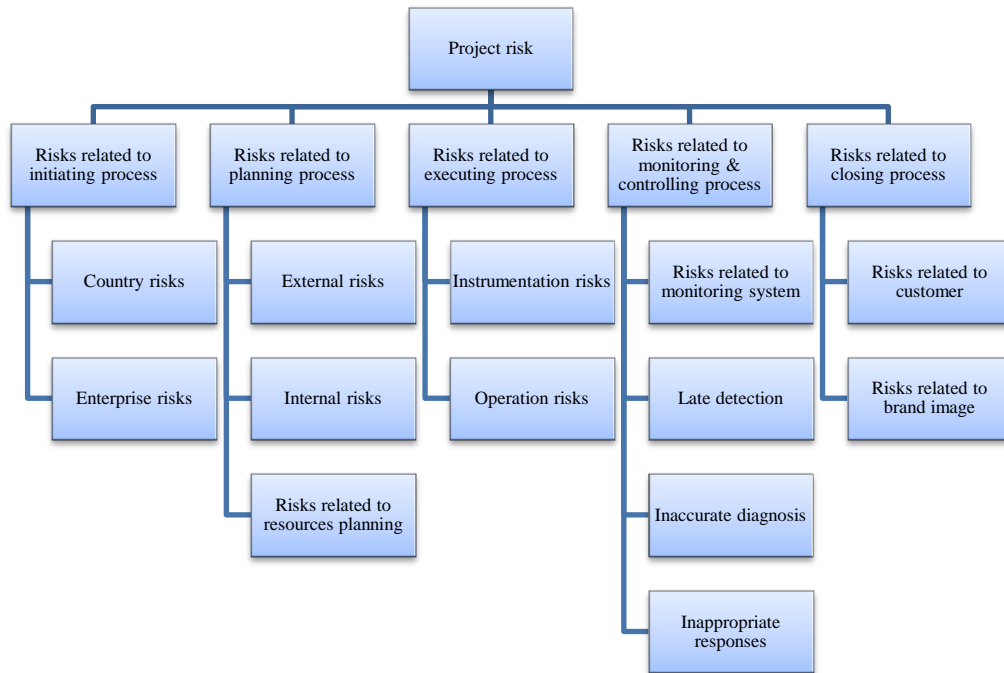 Project risk
Risks related to
initiating process
Risks related to
planning process
Risks related to
executing process
Risks related to
monitoring &
controlling process
Risks related to
closing process
Country risks
External risks
Instrumentation risks
Risks related to
monitoring system
Risks related to
customer
Enterprise risks
Internal risks
Operation risks
Late detection
Risks related to
brand image
Risks related to
resources planning
Inaccurate diagnosis
Inappropriate
responses